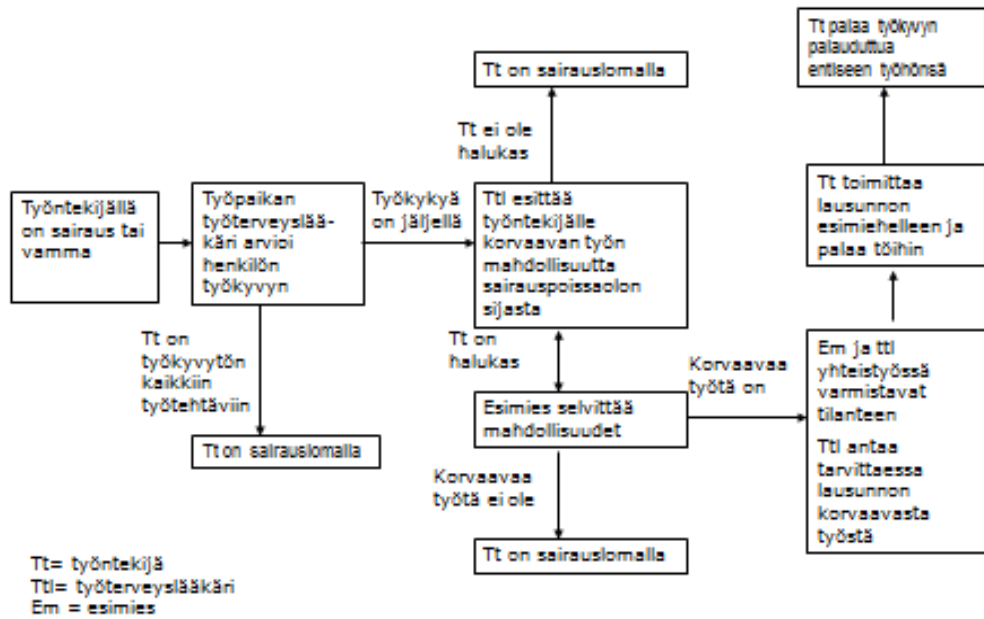 Työntekijällä
on sairaus tai
vamma
Työpaikan
työterveyslää-
käri arvioi
henkilön
työkyvyn
Tt on
työkyvytön
kaikkiin
työtehtäviin
Tt on sairauslomalla
Työkykyä
on jäljellä
Ttl esittää
työntekijälle
korvaavan työn
mahdollisuutta
sairauspoissaolon
sijasta
Tt ei ole
halukas
Tt on sairauslomalla
Tt on
halukas
Esimies selvittää
mahdollisuudet
Korvaavaa
työtä ei ole
Tt on sairauslomalla
Korvaavaa
työtä on
Em ja ttl
yhteistyössä
varmistavat
tilanteen
Ttl antaa
tarvittaessa
lausunnon
korvaavasta
työstä
Tt toimittaa
lausunnon
esimiehelleen ja
palaa töihin
Tt palaa työkyvyn
palauduttua
entiseen työhönsä
Tt= työntekijä
Ttl= työterveyslääkäri
Em = esimies